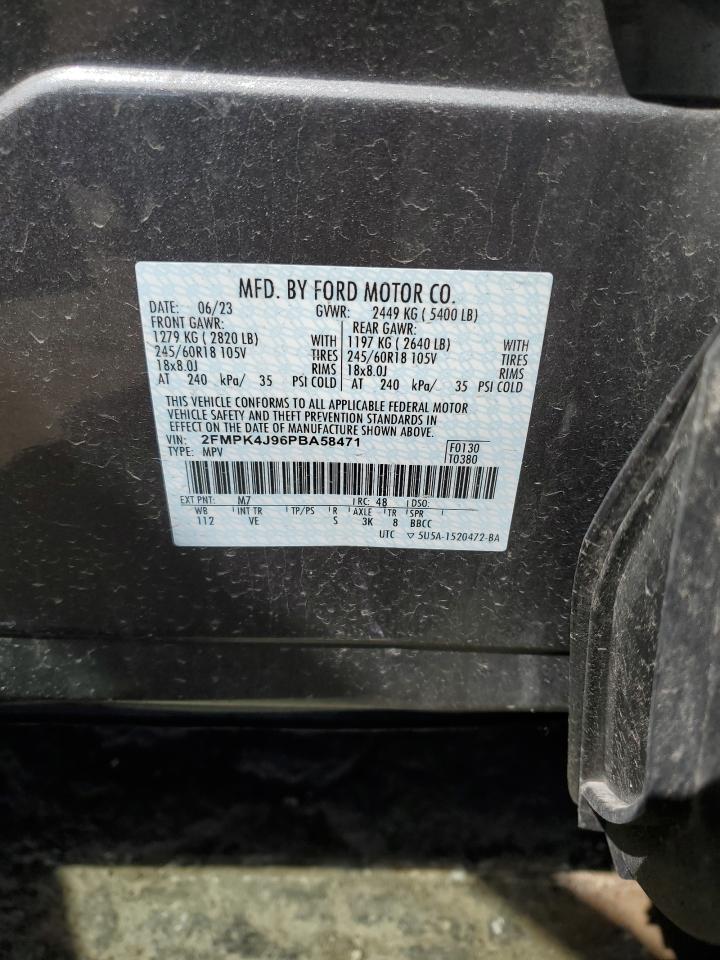 MFD. BY FORD MOTOR CO.
DATE: 06/23 GVWR: 2449 KG ( 5400 LB)
FRONT GAWR: REAR GAWR:
1279 KG ( 2820 LB) WITH 1197 KG ( 2640 LB) WITH
245/60R18 105V TIRES 245/60R18 105V TIRES
18x8.0J RIMS 18x8.0J RIMS
AT 240 kPa/ 35 PSI COLD AT 240 kPa/ 35 PSI COLD
THIS VEHICLE CONFORMS TO ALL APPLICABLE FEDERAL MOTOR
VEHICLE SAFETY AND THEFT PREVENTION STANDARDS IN
EFFECT ON THE DATE OF MANUFACTURE SHOWN ABOVE.
VIN: 2FMPK4J96PBA58471 F0130
TYPE: MPV T0380
EXT PNT: M7 RC: 48 DSO:
WB INT TR TP/PS R AXLE TR SPR
112 VE S 3K 8 BBCC
UTC ▽ 5U5A-1520472-BA